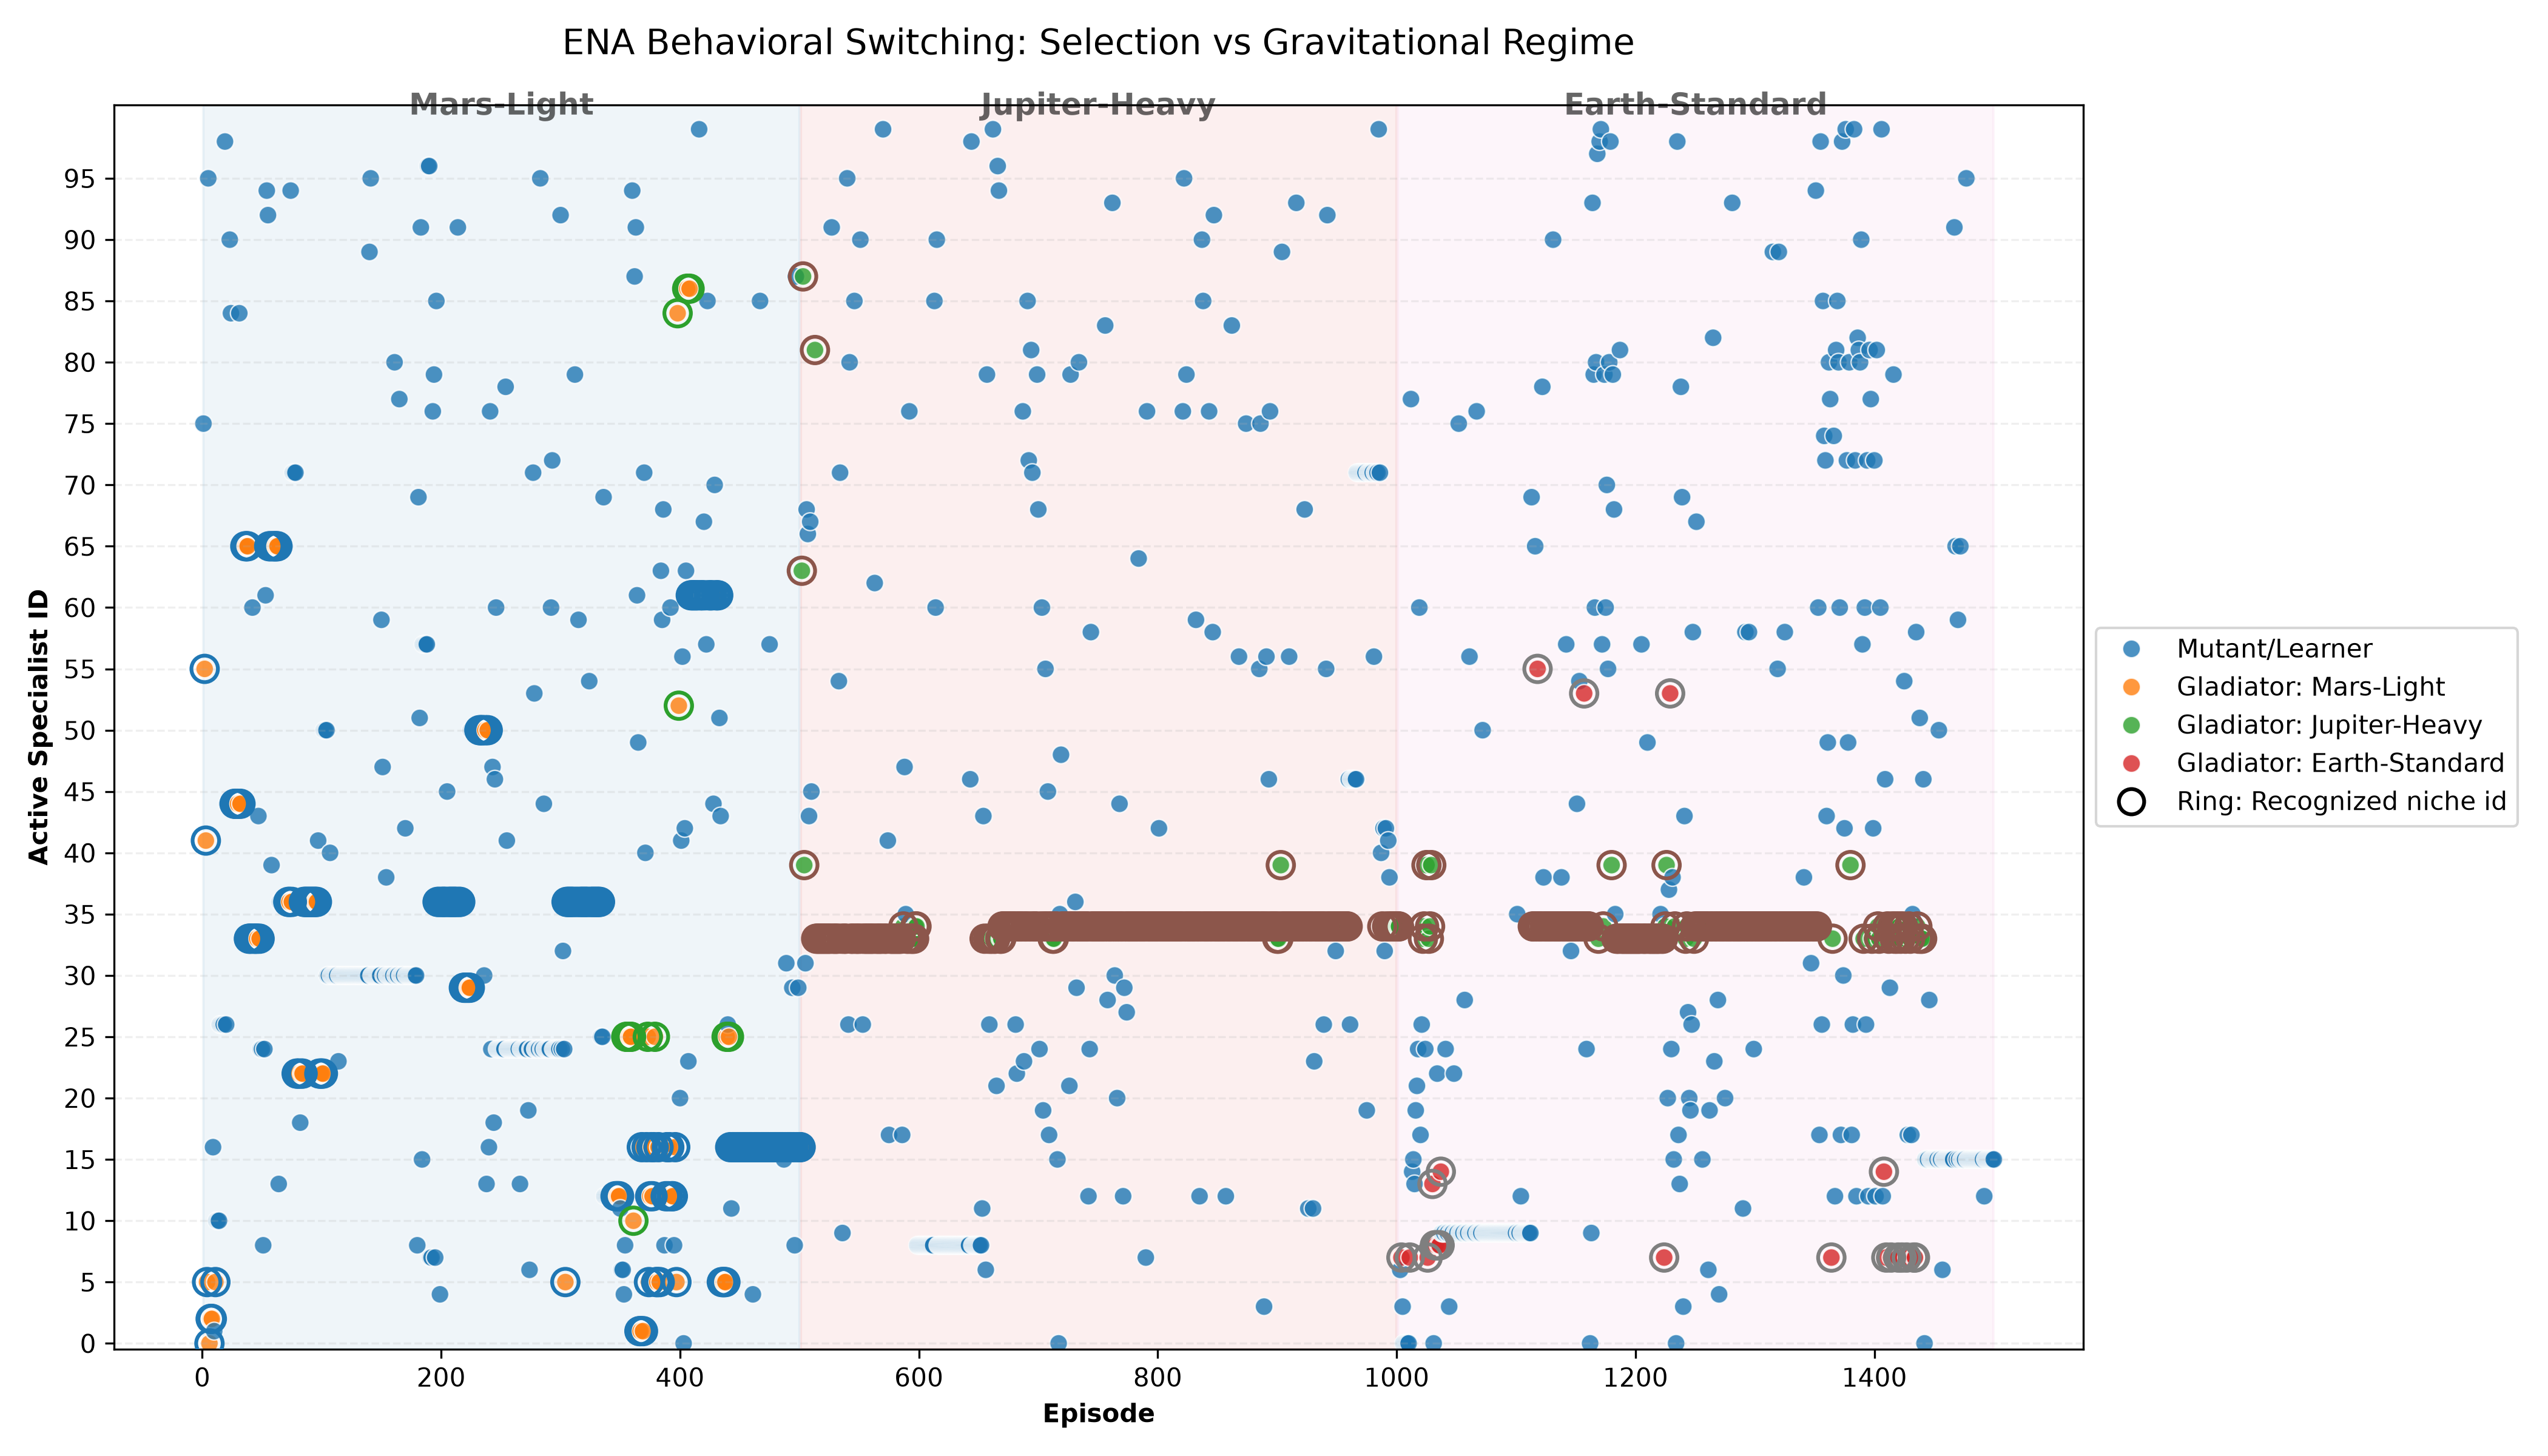 ENA Behavioral Switching: Selection vs Gravitational Regime
Mars-Light
Jupiter-Heavy
Earth-Standard
95
90
85
80
75
70
65
60
55
50
45
40
35
30
25
20
15
10
5
0
Active Specialist ID
0
200
400
600
800
1000
1200
1400
Episode
Mutant/Learner
Gladiator: Mars-Light
Gladiator: Jupiter-Heavy
Gladiator: Earth-Standard
Ring: Recognized niche id